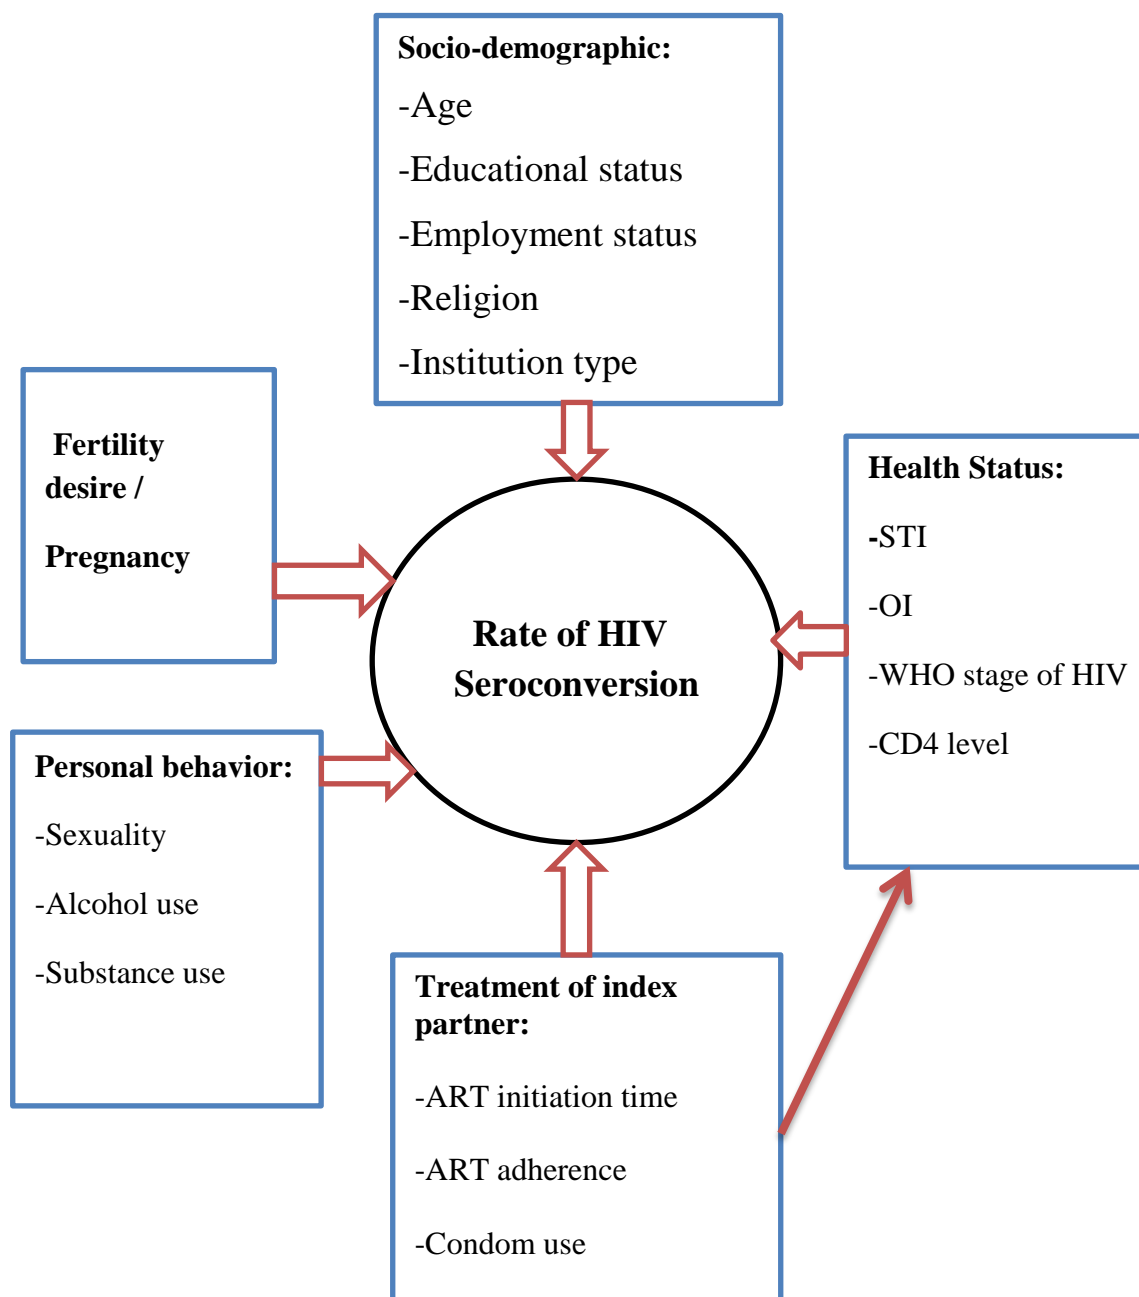 Socio-demographic:
-Age
-Educational status
-Employment status
-Religion
-Institution type
Fertility
desire /
Pregnancy
Health Status:
-STI
-OI
-WHO stage of HIV
-CD4 level
Rate of HIV
Seroconversion
Personal behavior:
-Sexuality
-Alcohol use
-Substance use
Treatment of index
partner:
-ART initiation time
-ART adherence
-Condom use